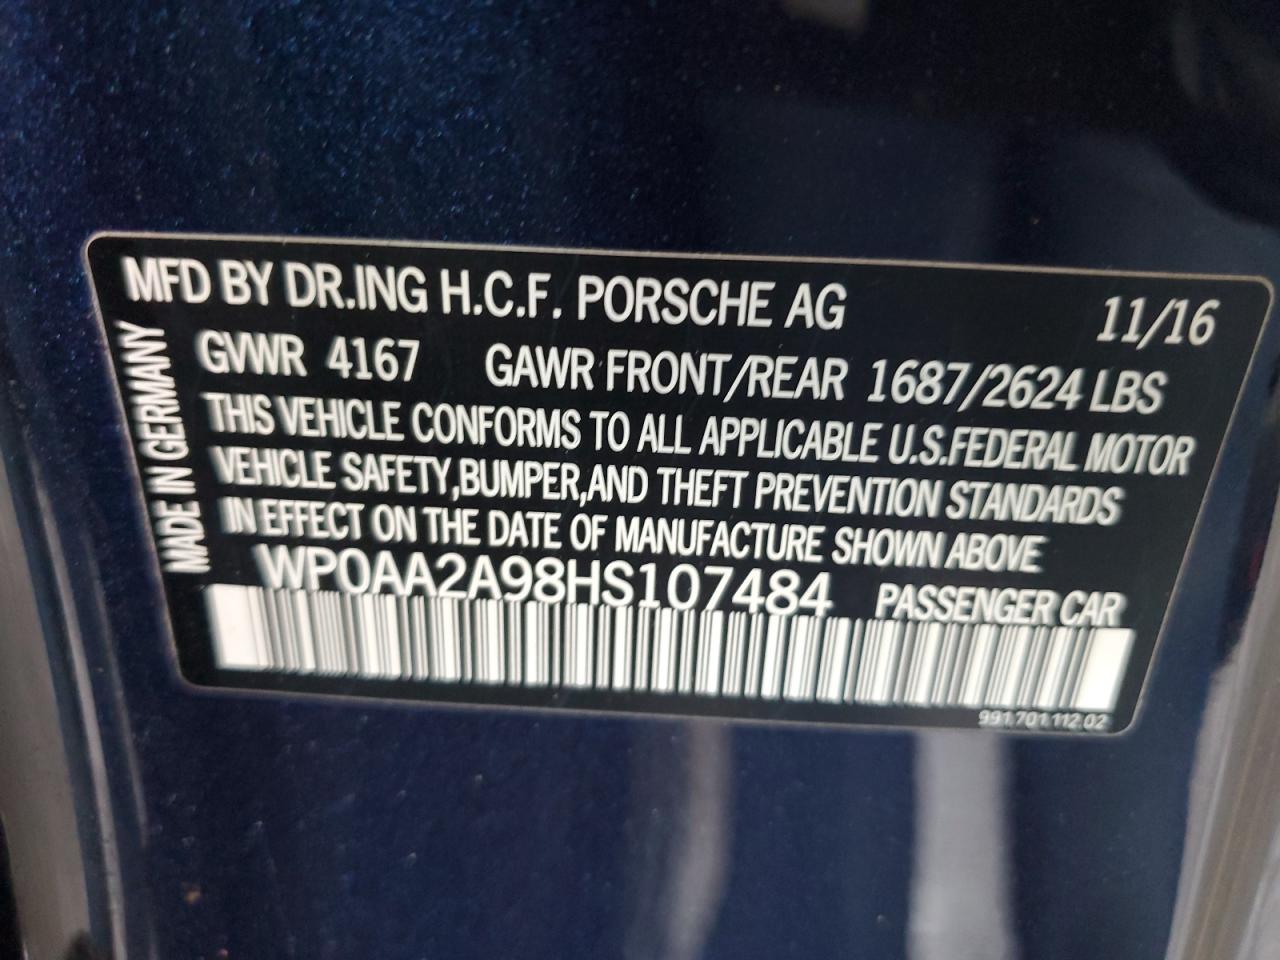 MFD BY DR.ING H.C.F. PORSCHE AG 11/16
GVWR 4167 GAWR FRONT/REAR 1687/2624 LBS
THIS VEHICLE CONFORMS TO ALL APPLICABLE U.S.FEDERAL MOTOR
VEHICLE SAFETY,BUMPER,AND THEFT PREVENTION STANDARDS
IN EFFECT ON THE DATE OF MANUFACTURE SHOWN ABOVE
WP0AA2A98HS107484 PASSENGER CAR
991.701.112.02
MADE IN GERMANY